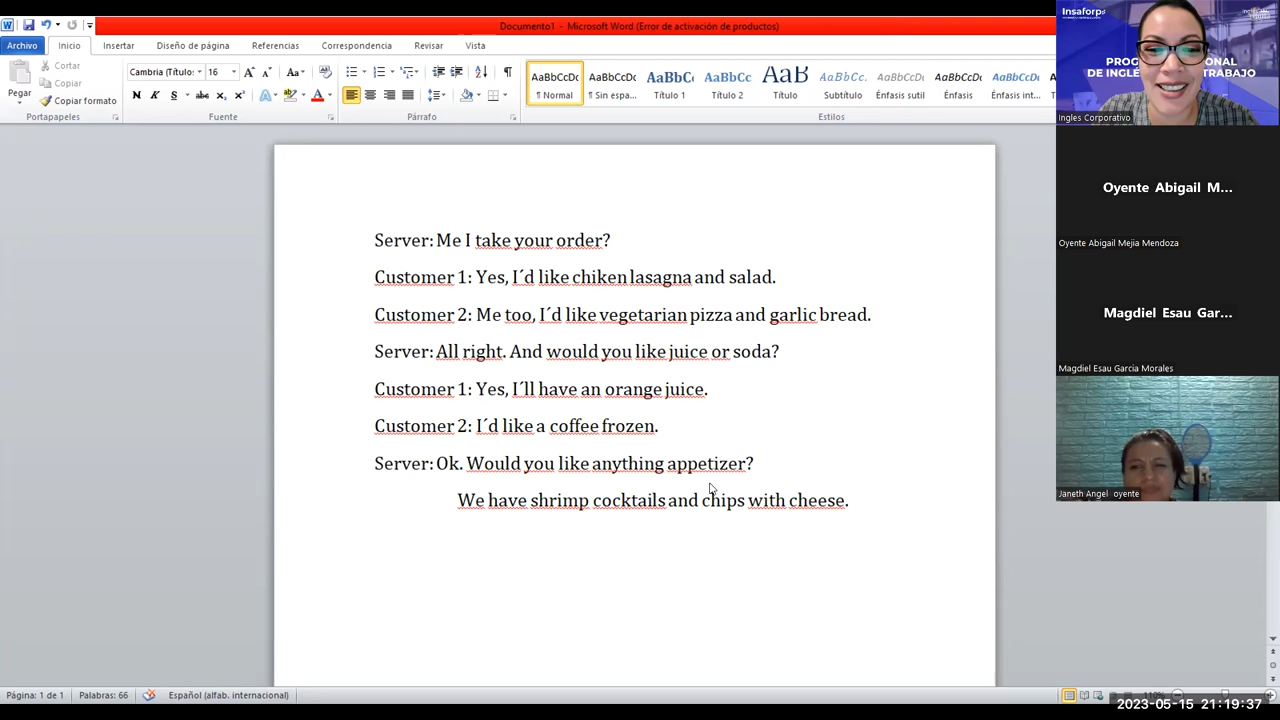 Documento1 - Microsoft Word (Error de activación de productos)
Archivo Inicio Insertar Diseño de página Referencias Correspondencia Revisar Vista
Pegar
Cortar
Copiar
Copiar formato
Portapapeles
Cambria (Título: 16
Fuente
Párrafo
AaBbCcDc AaBbCcDc AaBbC AaBbCc AaB AaBbCc. AaBbCcDc AaBbCcDc AaBbCcDc
¶ Normal ¶ Sin espa... Título 1 Título 2 Título Subtítulo Énfasis sutil Énfasis Énfasis int...
Estilos
Server: Me I take your order?
Customer 1: Yes, I´d like chiken lasagna and salad.
Customer 2: Me too, I´d like vegetarian pizza and garlic bread.
Server: All right. And would you like juice or soda?
Customer 1: Yes, I´ll have an orange juice.
Customer 2: I´d like a coffee frozen.
Server: Ok. Would you like anything appetizer?
We have shrimp cocktails and chips with cheese.
Insaforp
Ingles Corporativo
Oyente Abigail M...
Oyente Abigail Mejia Mendoza
Magdiel Esau Gar...
Magdiel Esau Garcia Morales
Janeth Angel oyente
Página: 1 de 1 Palabras: 66 Español (alfab. internacional) 110%
2023-05-15 21:19:37